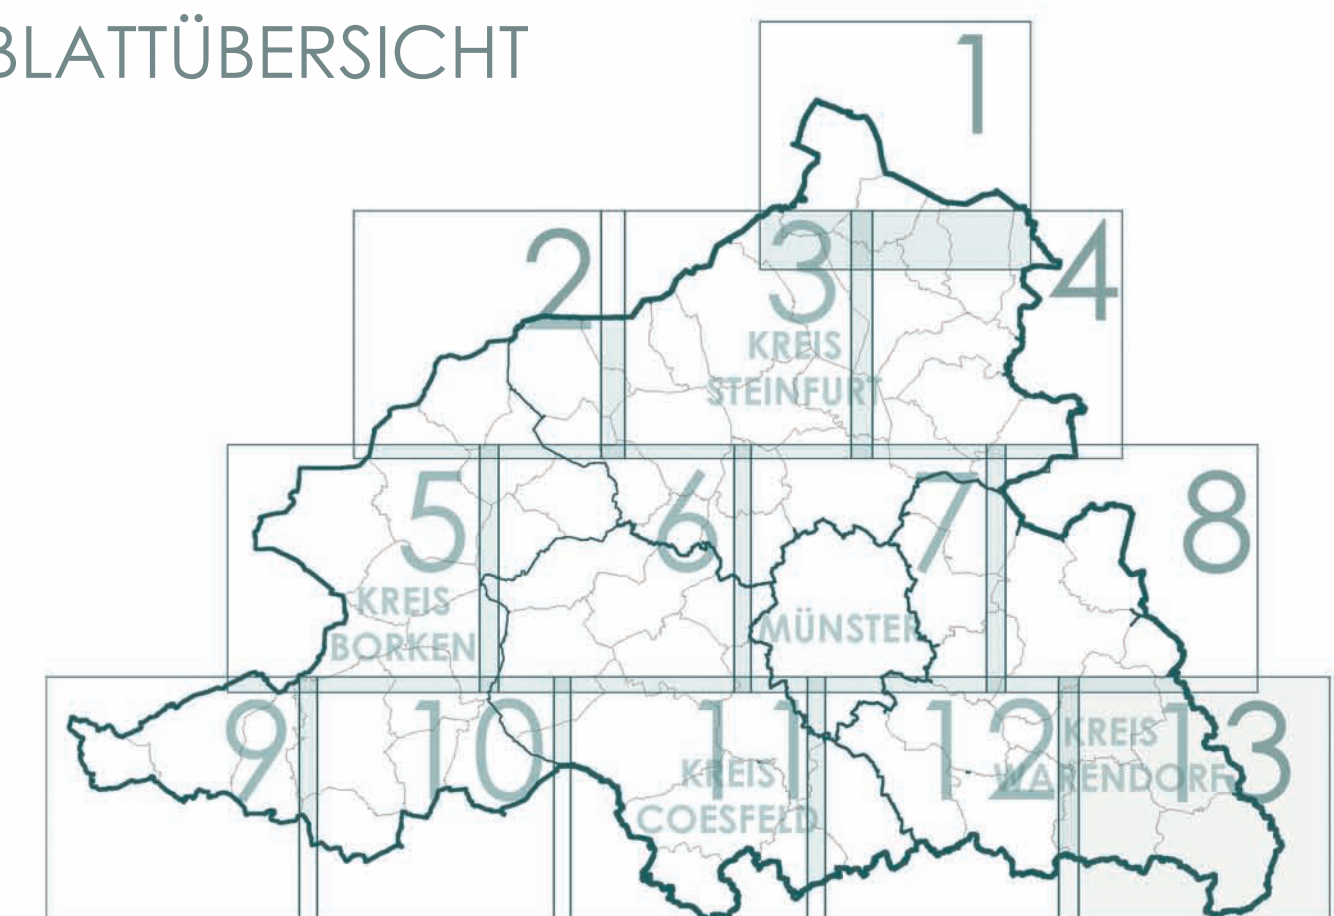 BLATTÜBERSICHT
1
2
3
4
KREIS
STEINFURT
5
6
7
8
KREIS
BORKEN
MÜNSTER
9
10
11
12
13
KREIS
COESFELD
KREIS
WARENDORF